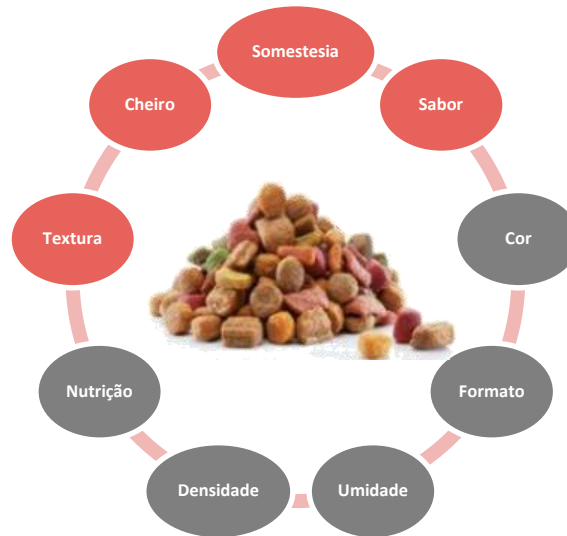 Somestesia
Sabor
Cor
Formato
Umidade
Densidade
Nutrição
Textura
Cheiro